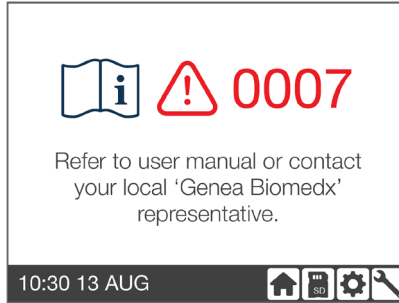 i 0007
Refer to user manual or contact
your local ‘Genea Biomedx’
representative.
10:30 13 AUG SD